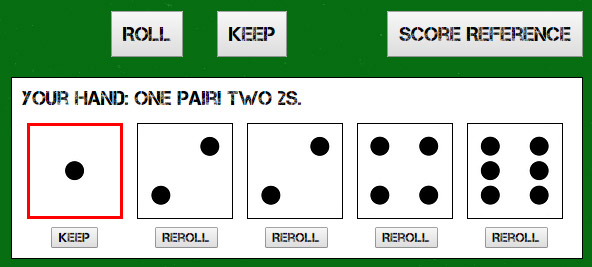 ROLL KEEP SCORE REFERENCE
YOUR HAND: ONE PAIR! TWO 2S.
KEEP REROLL REROLL REROLL REROLL